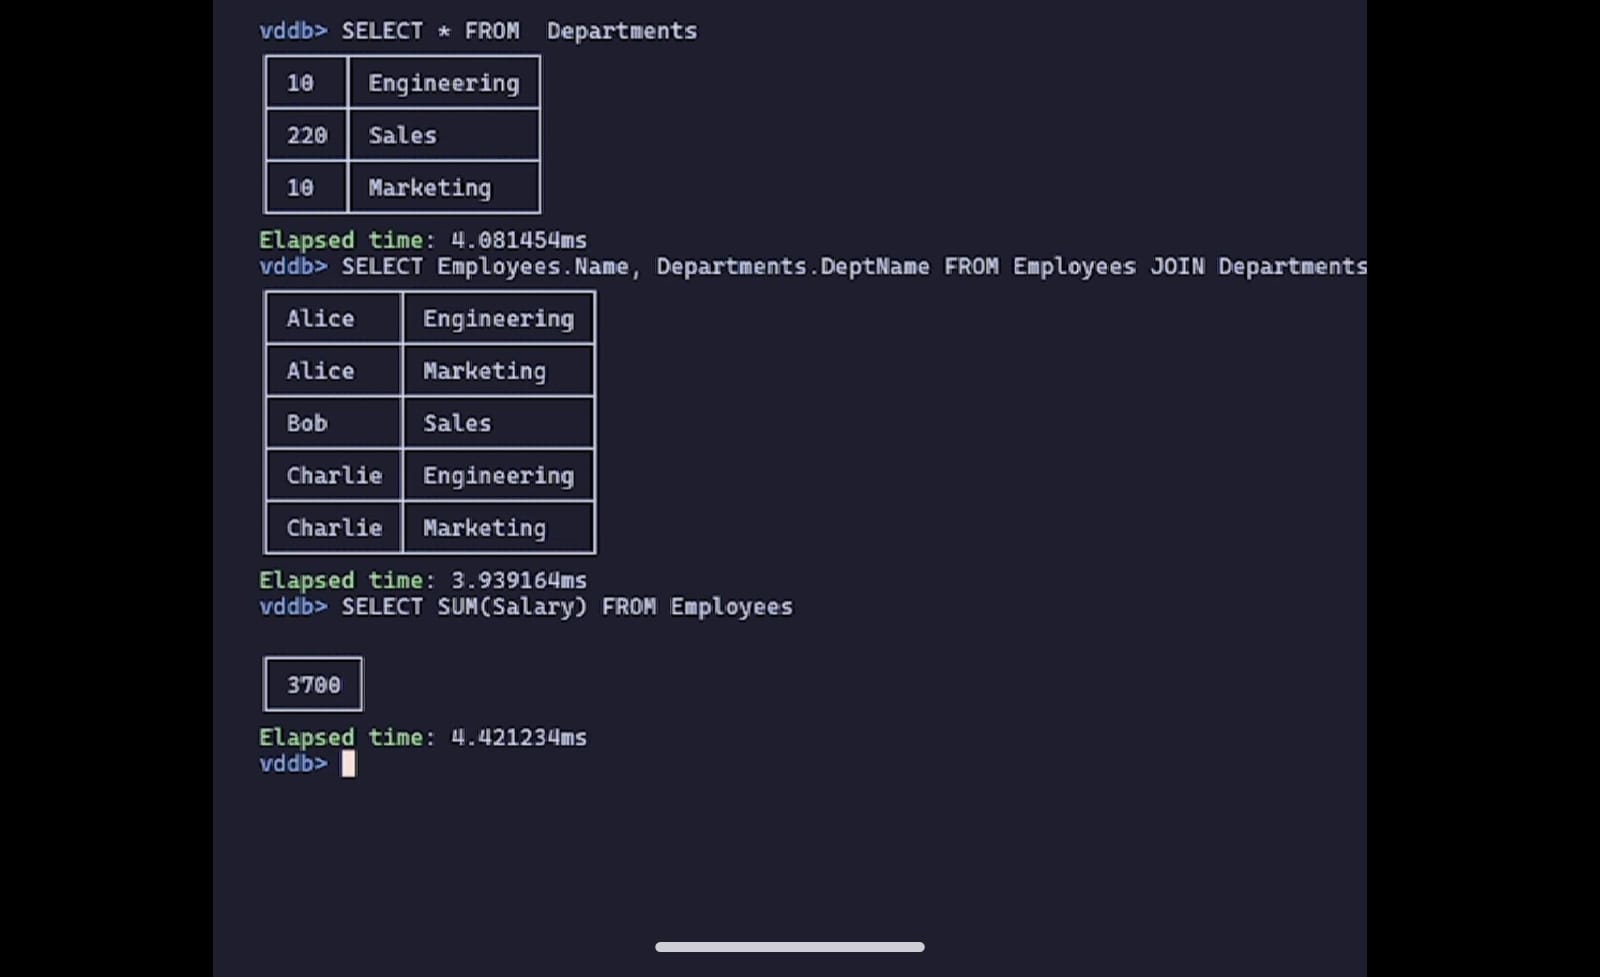 vddb> SELECT * FROM  Departments
10 Engineering
220 Sales
10 Marketing
Elapsed time: 4.081454ms
vddb> SELECT Employees.Name, Departments.DeptName FROM Employees JOIN Departments
Alice Engineering
Alice Marketing
Bob Sales
Charlie Engineering
Charlie Marketing
Elapsed time: 3.939164ms
vddb> SELECT SUM(Salary) FROM Employees
3700
Elapsed time: 4.421234ms
vddb>